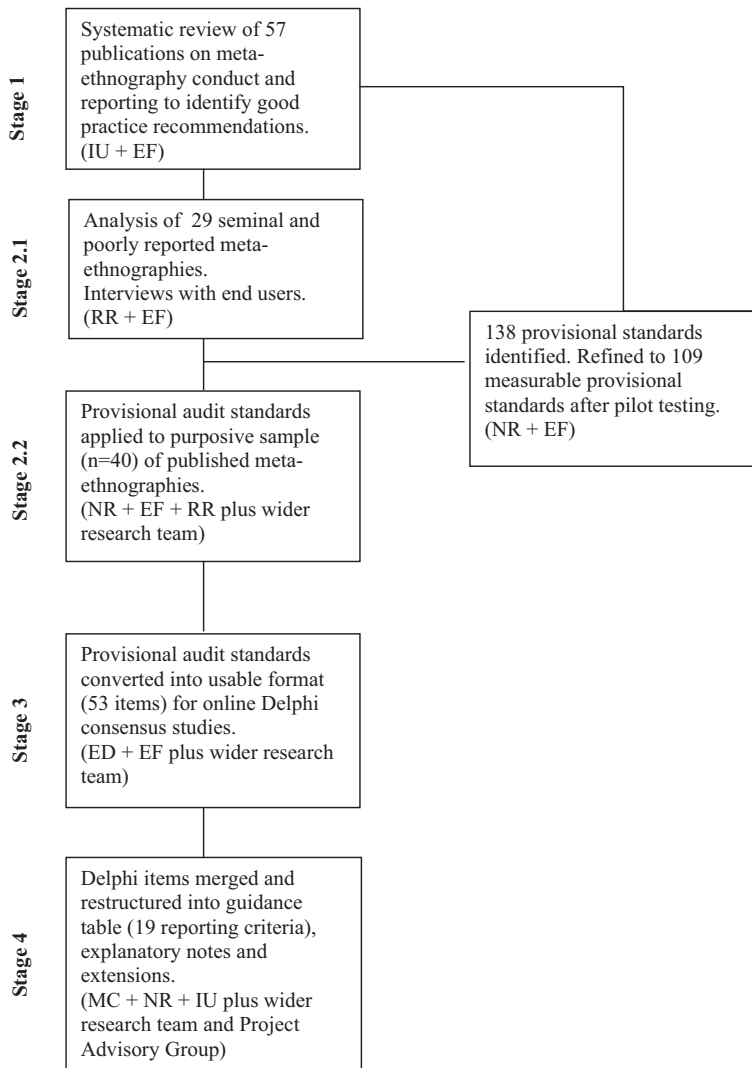 Stage 1
Systematic review of 57
publications on meta-
ethnography conduct and
reporting to identify good
practice recommendations.
(IU + EF)
Stage 2.1
Analysis of  29 seminal and
poorly reported meta-
ethnographies.
Interviews with end users.
(RR + EF)
138 provisional standards
identified. Refined to 109
measurable provisional
standards after pilot testing.
(NR + EF)
Stage 2.2
Provisional audit standards
applied to purposive sample
(n=40) of published meta-
ethnographies.
(NR + EF + RR plus wider
research team)
Stage 3
Provisional audit standards
converted into usable format
(53 items) for online Delphi
consensus studies.
(ED + EF plus wider research
team)
Stage 4
Delphi items merged and
restructured into guidance
table (19 reporting criteria),
explanatory notes and
extensions.
(MC + NR + IU plus wider
research team and Project
Advisory Group)